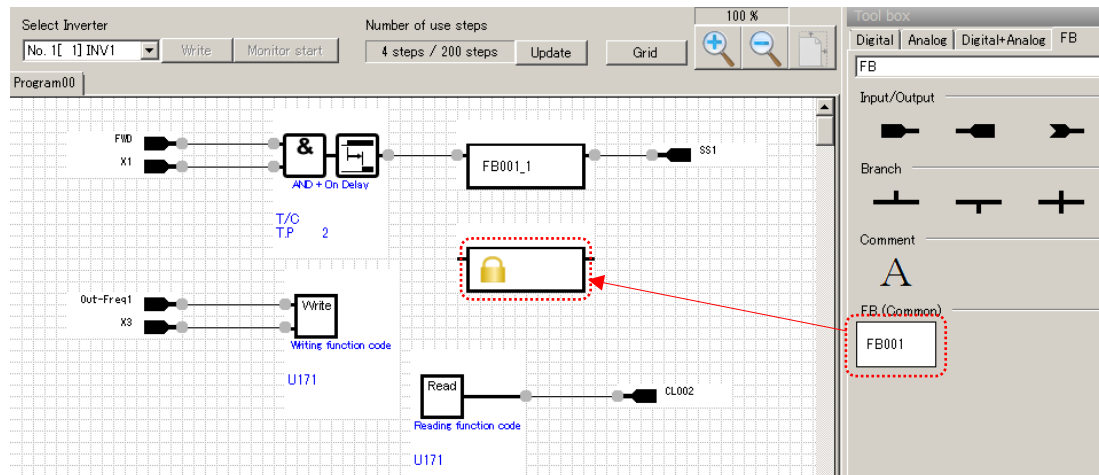 Select Inverter
No. 1[ 1] INV1
Write
Monitor start
Number of use steps
4 steps / 200 steps
Update
Grid
100 %
Program00
FWD
X1
&
AND + On Delay
T/C
T.P 2
FB001_1
SS1
Out-Freq1
X3
Write
Writing function code
U171
Read
Reading function code
U171
CL002
Tool box
Digital
Analog
Digital+Analog
FB
FB
Input/Output
Branch
Comment
A
F.B.(Common)
FB001